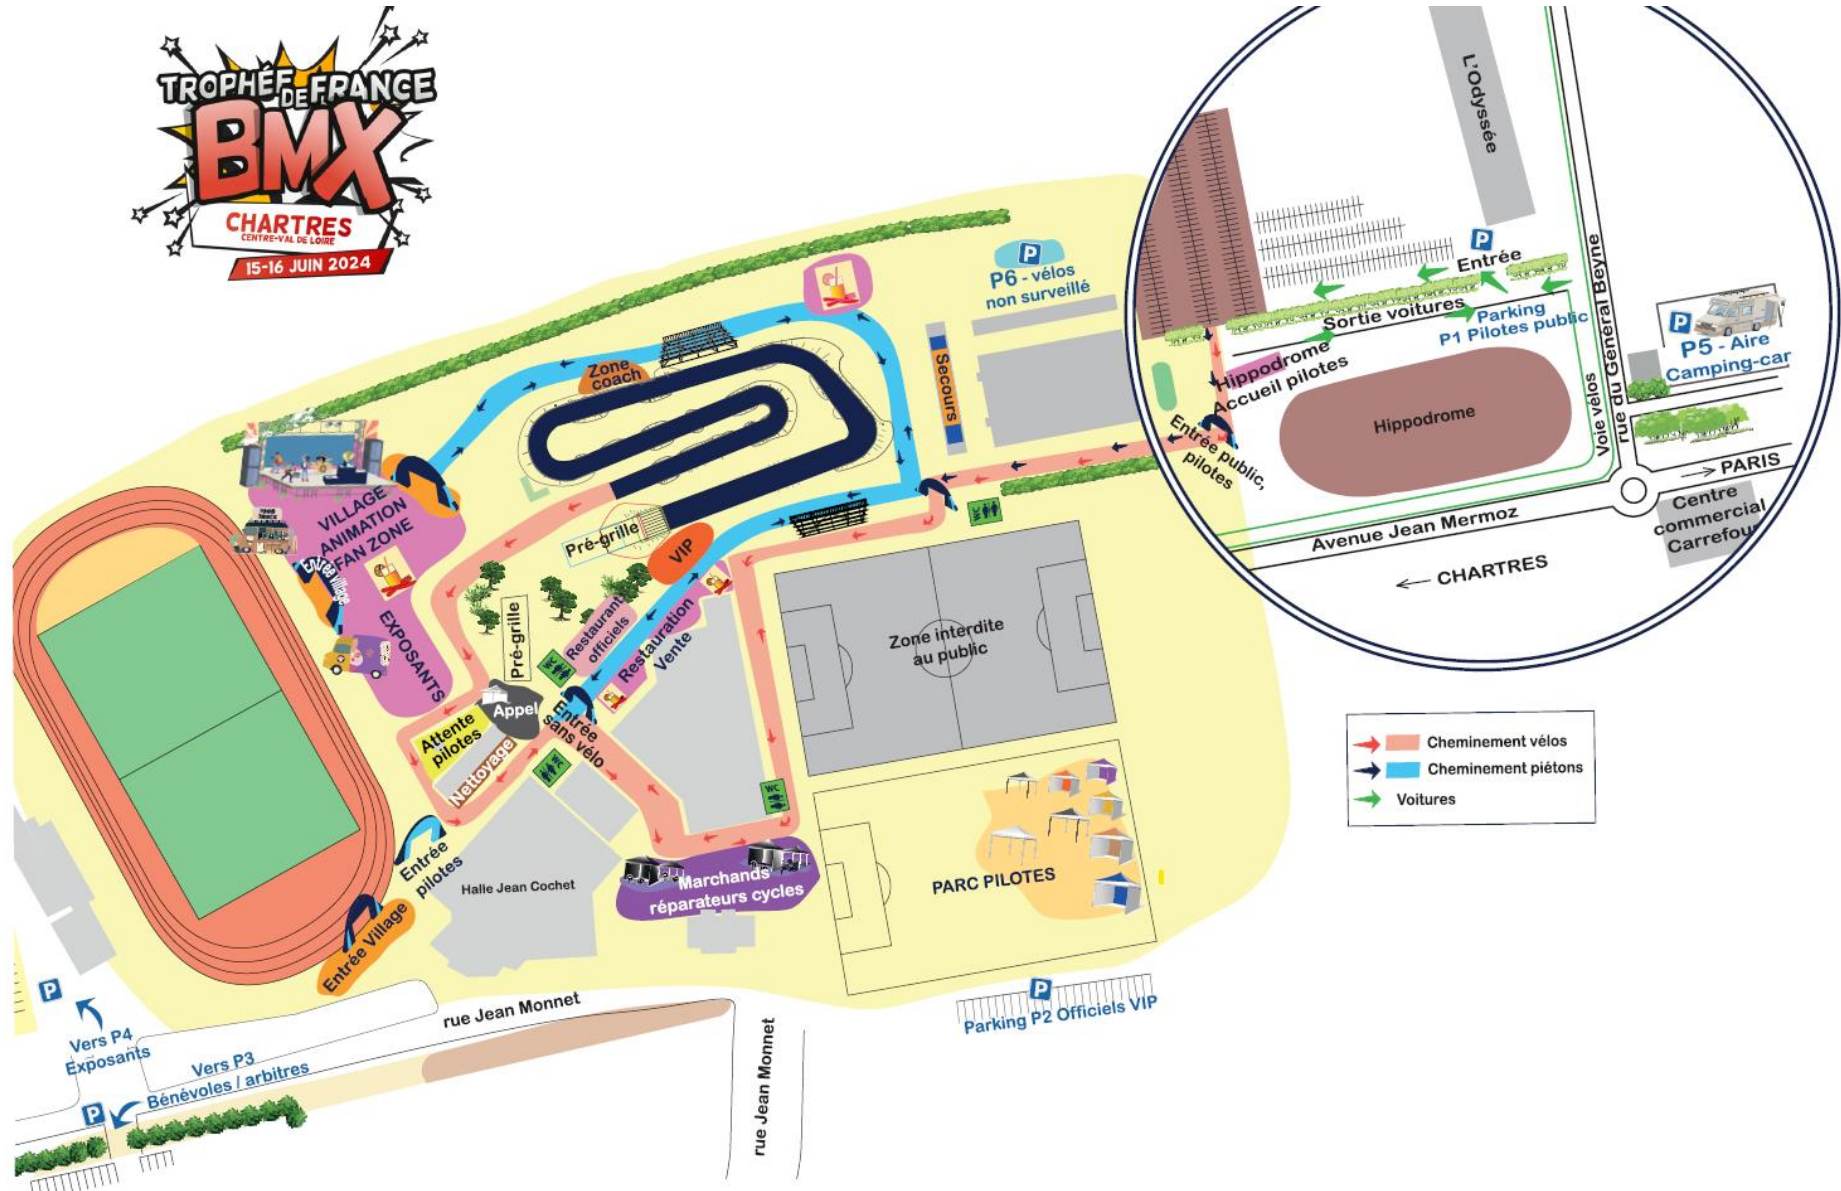 TROPHÉE
DE FRANCE
BMX
CHARTRES
CENTRE-VAL DE LOIRE
15-16 JUIN 2024
L'Odyssée
P
Entrée
Sortie voitures
Parking
P1 Pilotes public
Hippodrome
Accueil pilotes
Hippodrome
Voie vélos
rue du Général Beyne
P
P5 - Aire
Camping-car
PARIS
Centre
commercial
Carrefour
Avenue Jean Mermoz
CHARTRES
Entrée public,
pilotes
P
P6 - vélos
non surveillé
Secours
Zone
coach
VILLAGE
ANIMATION
FAN ZONE
FOOD
TRUCK
Entrée village
EXPOSANTS
Pré-grille
VIP
WC
Pré-grille
Restaurant
officiels
Restauration
Vente
WC
Zone interdite
au public
Appel
Entrée
sans vélo
Attente
pilotes
Nettoyage
WC
Entrée
pilotes
Halle Jean Cochet
Marchands
réparateurs cycles
PARC PILOTES
Entrée Village
P
Parking P2 Officiels VIP
rue Jean Monnet
rue Jean Monnet
P
Vers P4
Exposants
Vers P3
Bénévoles / arbitres
P
Cheminement vélos
Cheminement piétons
Voitures